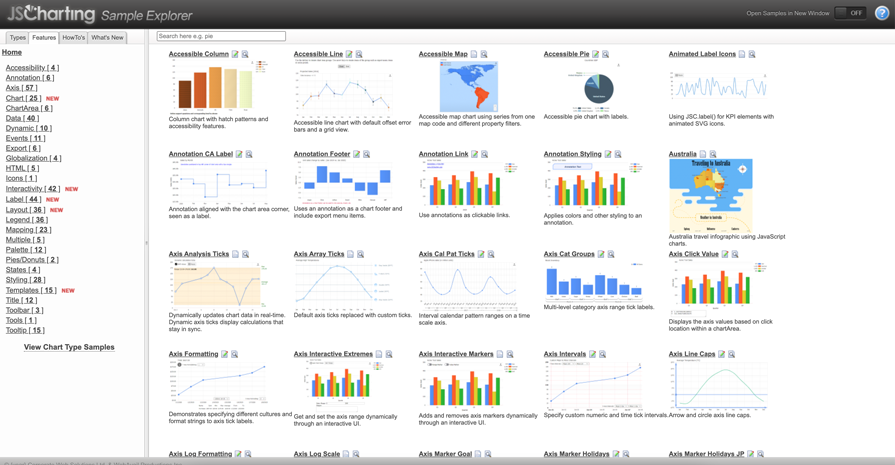 JSCharting Sample Explorer
Open Samples in New Window OFF ?
Types Features HowTo's What's New
Search here e.g. pie
Home
Accessibility [ 4 ]
Annotation [ 6 ]
Axis [ 57 ]
Chart [ 25 ] NEW
ChartArea [ 6 ]
Data [ 40 ]
Dynamic [ 10 ]
Events [ 11 ]
Export [ 6 ]
Globalization [ 4 ]
HTML [ 5 ]
Icons [ 1 ]
Interactivity [ 42 ] NEW
Label [ 44 ] NEW
Layout [ 36 ] NEW
Legend [ 36 ]
Mapping [ 23 ]
Multiple [ 5 ]
Palette [ 12 ]
Pies/Donuts [ 2 ]
States [ 4 ]
Styling [ 28 ]
Templates [ 15 ] NEW
Title [ 12 ]
Toolbar [ 3 ]
Tools [ 1 ]
Tooltip [ 15 ]
View Chart Type Samples
Accessible Column
Column chart with hatch patterns and
accessibility features.
Accessible Line
Accessible line chart with default offset error
bars and a grid view.
Accessible Map
Accessible map chart using series from one
map code and different property filters.
Accessible Pie
Accessible pie chart with labels.
Animated Label Icons
Using JSC.label() for KPI elements with
animated SVG icons.
Annotation CA Label
Annotation aligned with the chart area corner,
seen as a label.
Annotation Footer
Uses an annotation as a chart footer and
include export menu items.
Annotation Link
Use annotations as clickable links.
Annotation Styling
Applies colors and other styling to an
annotation.
Australia
Traveling to Australia
Australia travel infographic using JavaScript
charts.
Axis Analysis Ticks
Dynamically updates chart data in real-time.
Dynamic axis ticks display calculations that
stay in sync.
Axis Array Ticks
Default axis ticks replaced with custom ticks.
Axis Cal Pat Ticks
Interval calendar pattern ranges on a time
scale axis.
Axis Cat Groups
Multi-level category axis range tick labels.
Axis Click Value
Displays the axis values based on click
location within a chartArea.
Axis Formatting
Demonstrates specifying different cultures and
format strings to axis tick labels.
Axis Interactive Extremes
Get and set the axis range dynamically
through an interactive UI.
Axis Interactive Markers
Adds and removes axis markers dynamically
through an interactive UI.
Axis Intervals
Specify custom numeric and time tick intervals.
Axis Line Caps
Arrow and circle axis line caps.
Axis Log Formatting
Axis Log Scale
Axis Marker Goal
Axis Marker Holidays
Axis Marker Holidays JP